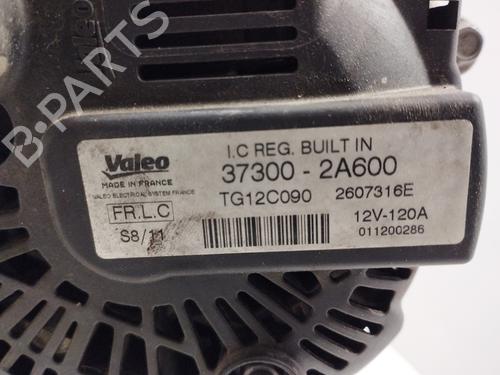 Valeo
I.C REG. BUILT IN
37300 - 2A600
MADE IN FRANCE
VALEO ELECTRICAL SYSTEM FRANCE
TG12C090 2607316E
FR.L.C
12V-120A
S8/11
011200286
B-PARTS